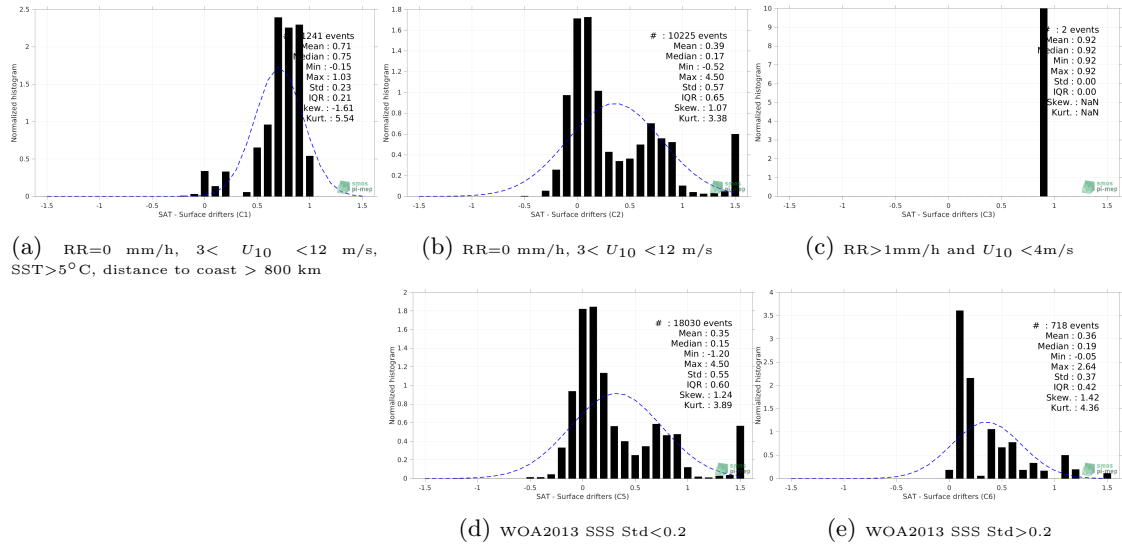 # : 1241 events
Mean : 0.71
Median : 0.75
Min : -0.15
Max : 1.03
Std : 0.23
IQR : 0.21
Skew. : -1.61
Kurt. : 5.54
Normalized histogram
2.5
2
1.5
1
0.5
0
-1.5 -1 -0.5 0 0.5 1 1.5
SAT - Surface drifters (C1)
smos
pi-mep
(a) RR=0 mm/h, 3< U10 <12 m/s,
SST>5°C, distance to coast > 800 km
# : 10225 events
Mean : 0.39
Median : 0.17
Min : -0.52
Max : 4.50
Std : 0.57
IQR : 0.65
Skew. : 1.07
Kurt. : 3.38
Normalized histogram
1.8
1.6
1.4
1.2
1
0.8
0.6
0.4
0.2
0
-1.5 -1 -0.5 0 0.5 1 1.5
SAT - Surface drifters (C2)
smos
pi-mep
(b) RR=0 mm/h, 3< U10 <12 m/s
# : 2 events
Mean : 0.92
Median : 0.92
Min : 0.92
Max : 0.92
Std : 0.00
IQR : 0.00
Skew. : NaN
Kurt. : NaN
Normalized histogram
10
9
8
7
6
5
4
3
2
1
0
-1.5 -1 -0.5 0 0.5 1 1.5
SAT - Surface drifters (C3)
smos
pi-mep
(c) RR>1mm/h and U10 <4m/s
# : 18030 events
Mean : 0.35
Median : 0.15
Min : -1.20
Max : 4.50
Std : 0.55
IQR : 0.60
Skew. : 1.24
Kurt. : 3.89
Normalized histogram
2
1.8
1.6
1.4
1.2
1
0.8
0.6
0.4
0.2
0
-1.5 -1 -0.5 0 0.5 1 1.5
SAT - Surface drifters (C5)
smos
pi-mep
(d) WOA2013 SSS Std<0.2
# : 718 events
Mean : 0.36
Median : 0.19
Min : -0.05
Max : 2.64
Std : 0.37
IQR : 0.42
Skew. : 1.42
Kurt. : 4.36
Normalized histogram
4
3.5
3
2.5
2
1.5
1
0.5
0
-1.5 -1 -0.5 0 0.5 1 1.5
SAT - Surface drifters (C6)
smos
pi-mep
(e) WOA2013 SSS Std>0.2